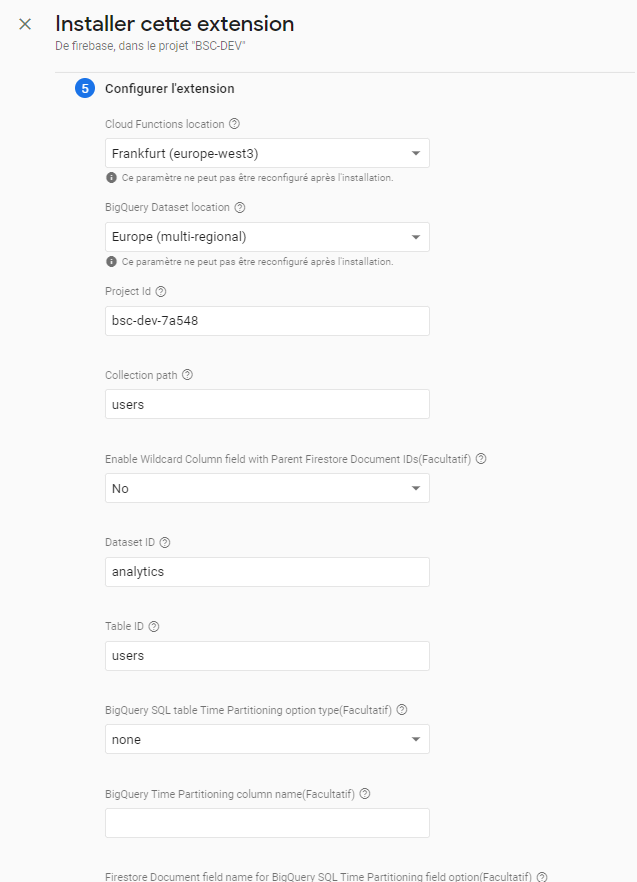 Installer cette extension
De firebase, dans le projet "BSC-DEV"
5 Configurer l'extension
Cloud Functions location
Frankfurt (europe-west3)
Ce paramètre ne peut pas être reconfiguré après l'installation.
BigQuery Dataset location
Europe (multi-regional)
Ce paramètre ne peut pas être reconfiguré après l'installation.
Project Id
bsc-dev-7a548
Collection path
users
Enable Wildcard Column field with Parent Firestore Document IDs(Facultatif)
No
Dataset ID
analytics
Table ID
users
BigQuery SQL table Time Partitioning option type(Facultatif)
none
BigQuery Time Partitioning column name(Facultatif)
Firestore Document field name for BigQuery SQL Time Partitioning field option(Facultatif)